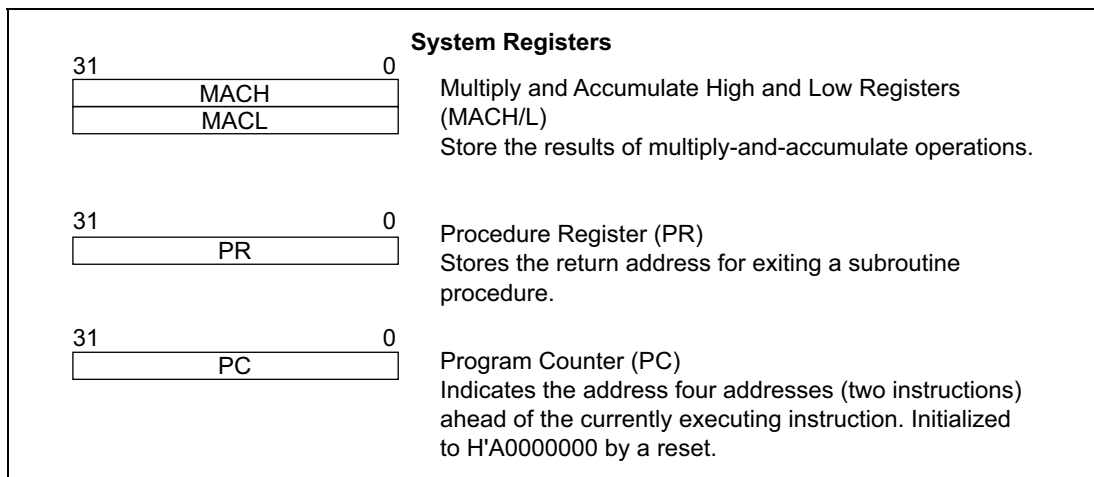 System Registers
31 0
MACH
MACL
Multiply and Accumulate High and Low Registers
(MACH/L)
Store the results of multiply-and-accumulate operations.
31 0
PR
Procedure Register (PR)
Stores the return address for exiting a subroutine
procedure.
31 0
PC
Program Counter (PC)
Indicates the address four addresses (two instructions)
ahead of the currently executing instruction. Initialized
to H'A0000000 by a reset.